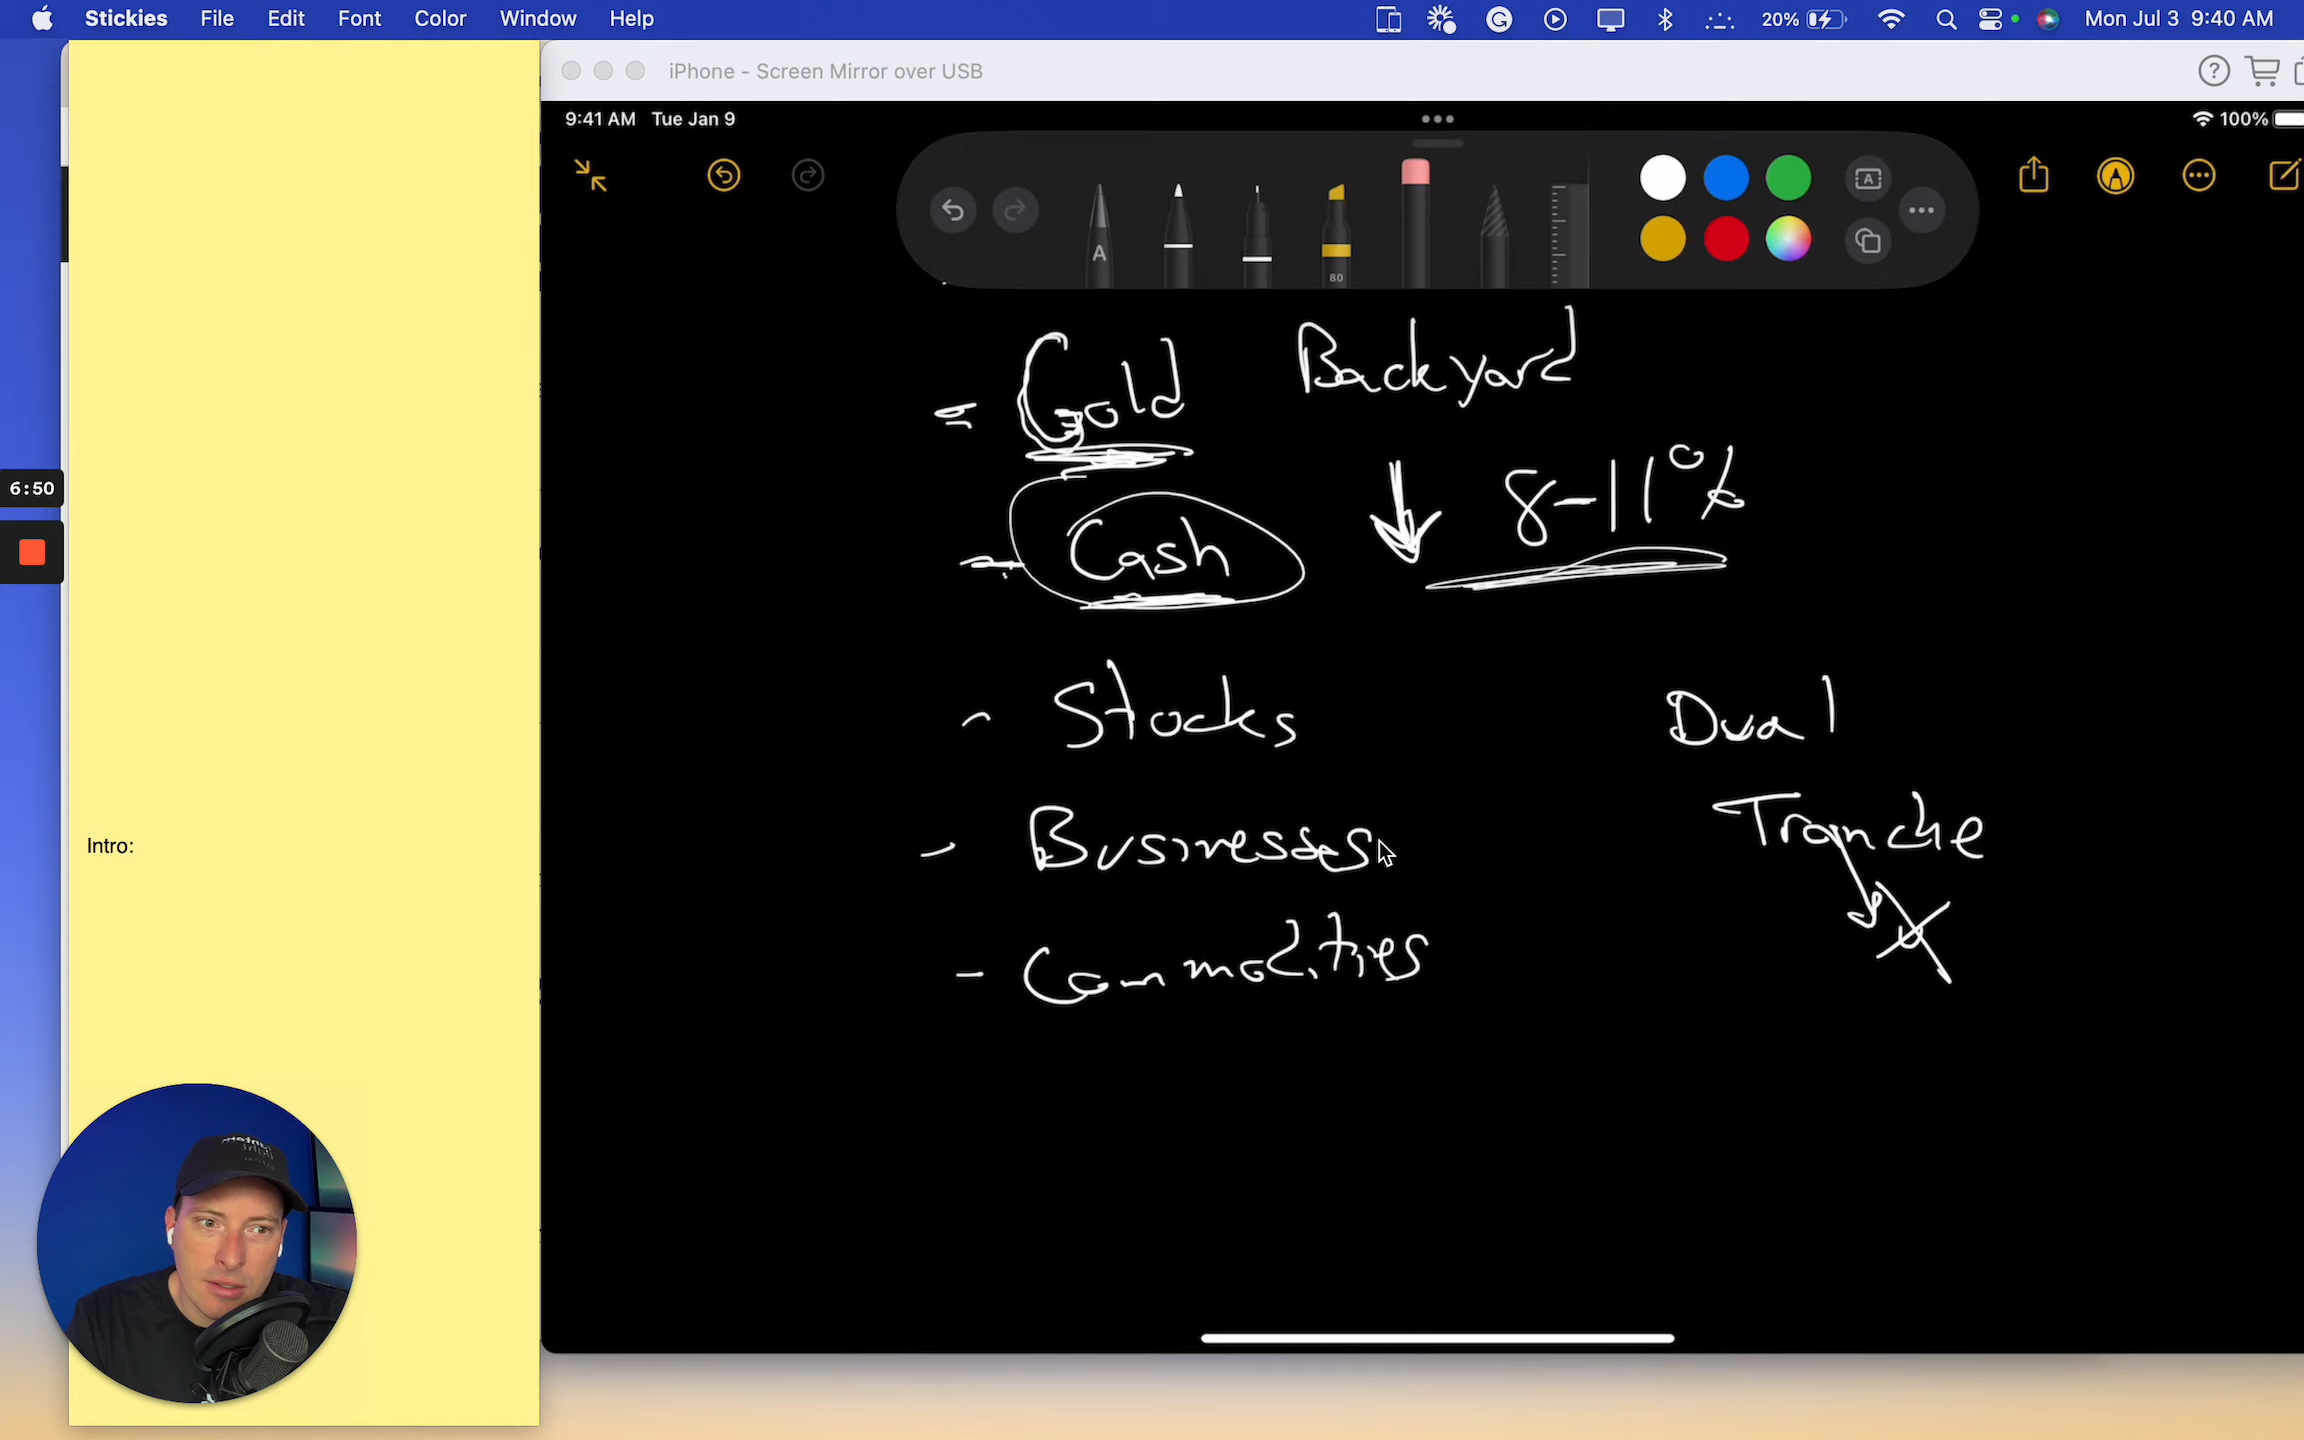 Stickies File Edit Font Color Window Help 20% Mon Jul 3 9:40 AM
iPhone - Screen Mirror over USB
9:41 AM Tue Jan 9 100%
A
A
80
Gold Backyard
Cash 8-11%
6:50
- Stocks Dual
- Businesses Tranche
Intro:
- Commodities